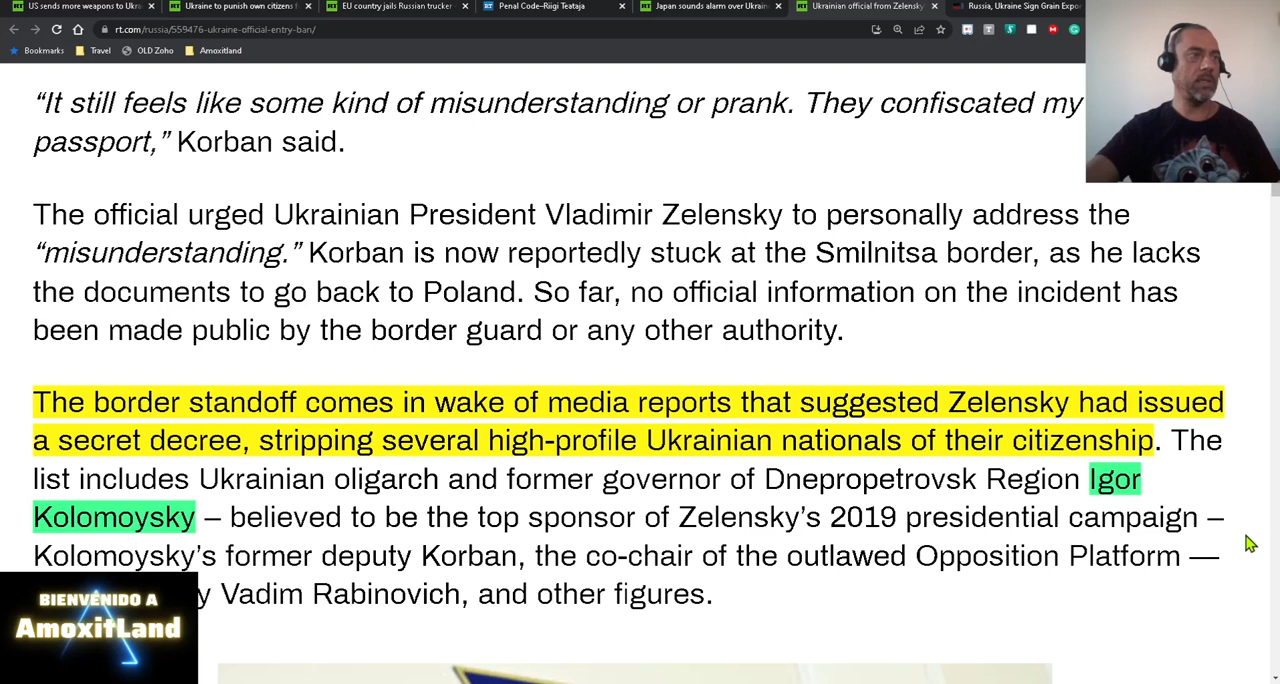 US sends more weapons to Ukra
Ukraine to punish own citizens f
EU country jails Russian trucker
Penal Code–Riigi Teataja
Japan sounds alarm over Ukrain
Ukrainian official from Zelensky
Russia, Ukraine Sign Grain Expor
rt.com/russia/559476-ukraine-official-entry-ban/
Bookmarks
Travel
OLD Zoho
Amoxitland
“It still feels like some kind of misunderstanding or prank. They confiscated my
passport,” Korban said.
The official urged Ukrainian President Vladimir Zelensky to personally address the
“misunderstanding.” Korban is now reportedly stuck at the Smilnitsa border, as he lacks
the documents to go back to Poland. So far, no official information on the incident has
been made public by the border guard or any other authority.
The border standoff comes in wake of media reports that suggested Zelensky had issued
a secret decree, stripping several high-profile Ukrainian nationals of their citizenship. The
list includes Ukrainian oligarch and former governor of Dnepropetrovsk Region Igor
Kolomoysky – believed to be the top sponsor of Zelensky’s 2019 presidential campaign –
Kolomoysky’s former deputy Korban, the co-chair of the outlawed Opposition Platform —
y Vadim Rabinovich, and other figures.
BIENVENIDO A
AmoxitLand